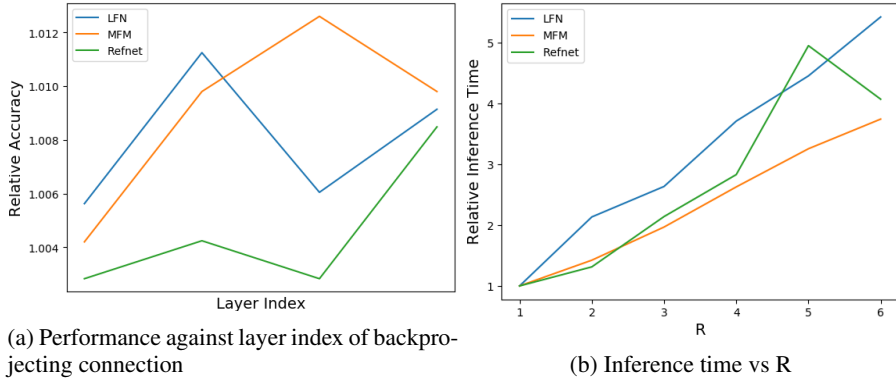 LFN
MFM
Refnet
1.012
1.010
1.008
1.006
1.004
Relative Accuracy
Layer Index
(a) Performance against layer index of backpro-
jecting connection
LFN
MFM
Refnet
5
4
3
2
1
Relative Inference Time
1 2 3 4 5 6
R
(b) Inference time vs R